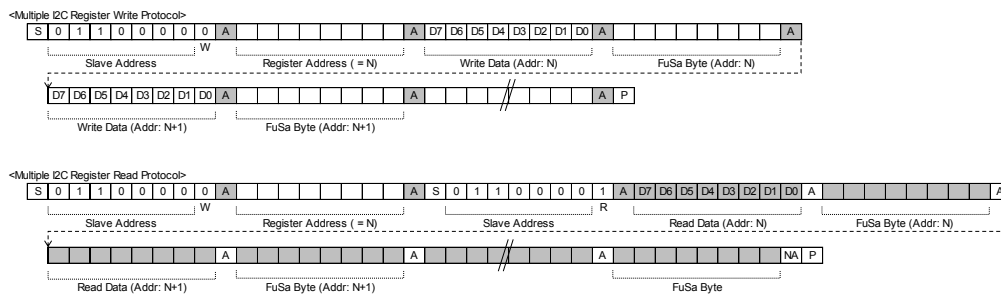 <Multiple I2C Register Write Protocol>
S 0 1 1 0 0 0 0 0 A A D7 D6 D5 D4 D3 D2 D1 D0 A A
W
Slave Address Register Address ( = N) Write Data (Addr: N) FuSa Byte (Addr: N)
D7 D6 D5 D4 D3 D2 D1 D0 A A A P
Write Data (Addr: N+1) FuSa Byte (Addr: N+1)
<Multiple I2C Register Read Protocol>
S 0 1 1 0 0 0 0 0 A A S 0 1 1 0 0 0 0 1 A D7 D6 D5 D4 D3 D2 D1 D0 A A
W R
Slave Address Register Address ( = N) Slave Address Read Data (Addr: N) FuSa Byte (Addr: N)
A A A NA P
Read Data (Addr: N+1) FuSa Byte (Addr: N+1) FuSa Byte